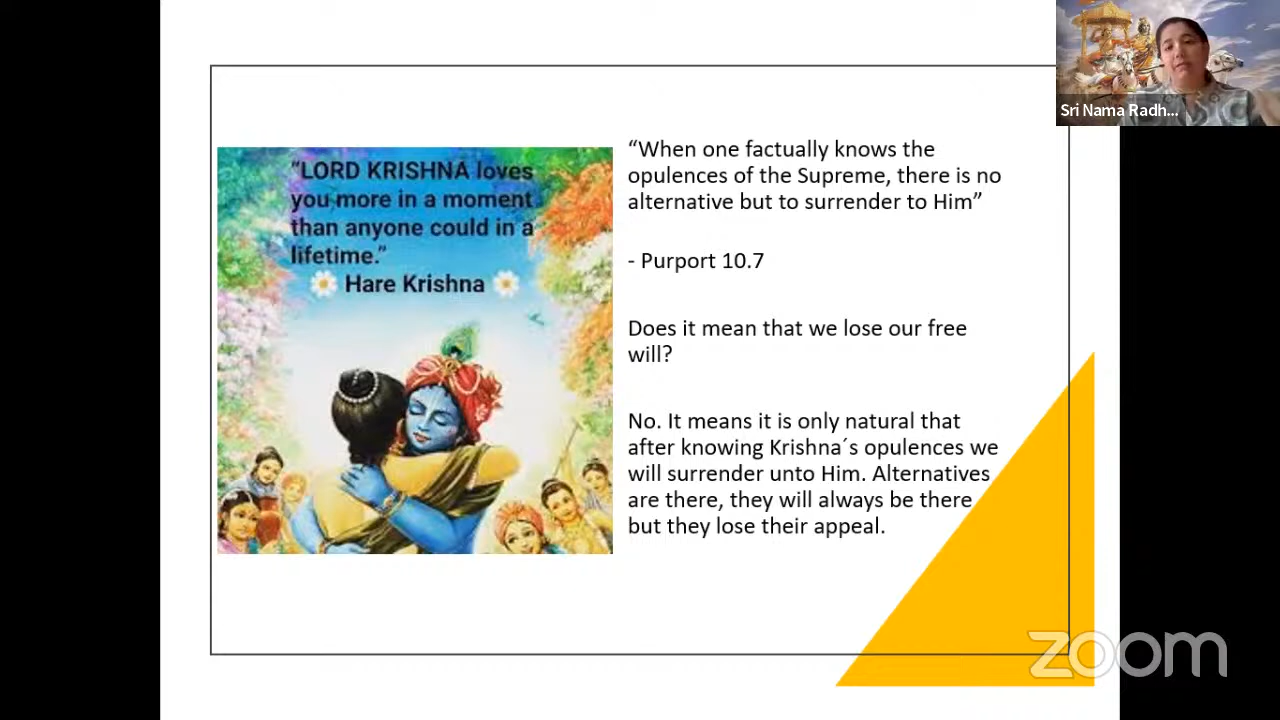 Sri Nama Radh...
“LORD KRISHNA loves
you more in a moment
than anyone could in a
lifetime.”
Hare Krishna
“When one factually knows the
opulences of the Supreme, there is no
alternative but to surrender to Him”
- Purport 10.7
Does it mean that we lose our free
will?
No. It means it is only natural that
after knowing Krishna´s opulences we
will surrender unto Him. Alternatives
are there, they will always be there
but they lose their appeal.
zoom